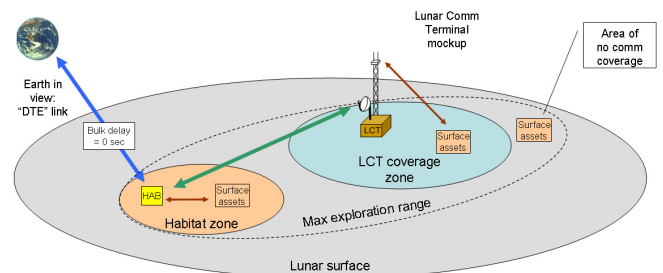 Lunar Comm
Terminal
mockup
Area of
no comm
coverage
Earth in
view:
“DTE” link
Bulk delay
= 0 sec
LCT
Surface
assets
Surface
assets
LCT coverage
zone
HAB
Surface
assets
Habitat zone
Max exploration range
Lunar surface